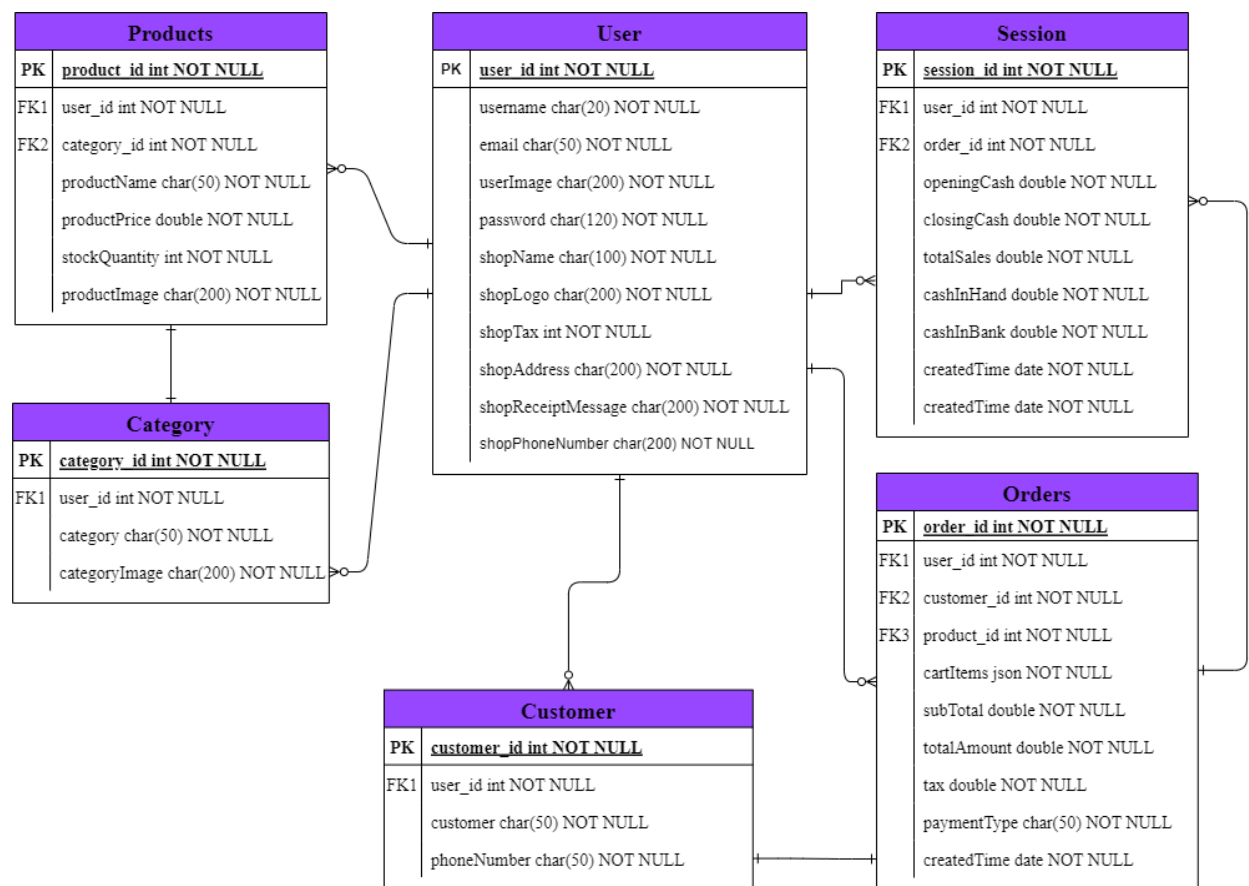 Products
PK product_id int NOT NULL
FK1 user_id int NOT NULL
FK2 category_id int NOT NULL
productName char(50) NOT NULL
productPrice double NOT NULL
stockQuantity int NOT NULL
productImage char(200) NOT NULL
Category
PK category_id int NOT NULL
FK1 user_id int NOT NULL
category char(50) NOT NULL
categoryImage char(200) NOT NULL
User
PK user_id int NOT NULL
username char(20) NOT NULL
email char(50) NOT NULL
userImage char(200) NOT NULL
password char(120) NOT NULL
shopName char(100) NOT NULL
shopLogo char(200) NOT NULL
shopTax int NOT NULL
shopAddress char(200) NOT NULL
shopReceiptMessage char(200) NOT NULL
shopPhoneNumber char(200) NOT NULL
Customer
PK customer_id int NOT NULL
FK1 user_id int NOT NULL
customer char(50) NOT NULL
phoneNumber char(50) NOT NULL
Session
PK session_id int NOT NULL
FK1 user_id int NOT NULL
FK2 order_id int NOT NULL
openingCash double NOT NULL
closingCash double NOT NULL
totalSales double NOT NULL
cashInHand double NOT NULL
cashInBank double NOT NULL
createdTime date NOT NULL
createdTime date NOT NULL
Orders
PK order_id int NOT NULL
FK1 user_id int NOT NULL
FK2 customer_id int NOT NULL
FK3 product_id int NOT NULL
cartItems json NOT NULL
subTotal double NOT NULL
totalAmount double NOT NULL
tax double NOT NULL
paymentType char(50) NOT NULL
createdTime date NOT NULL